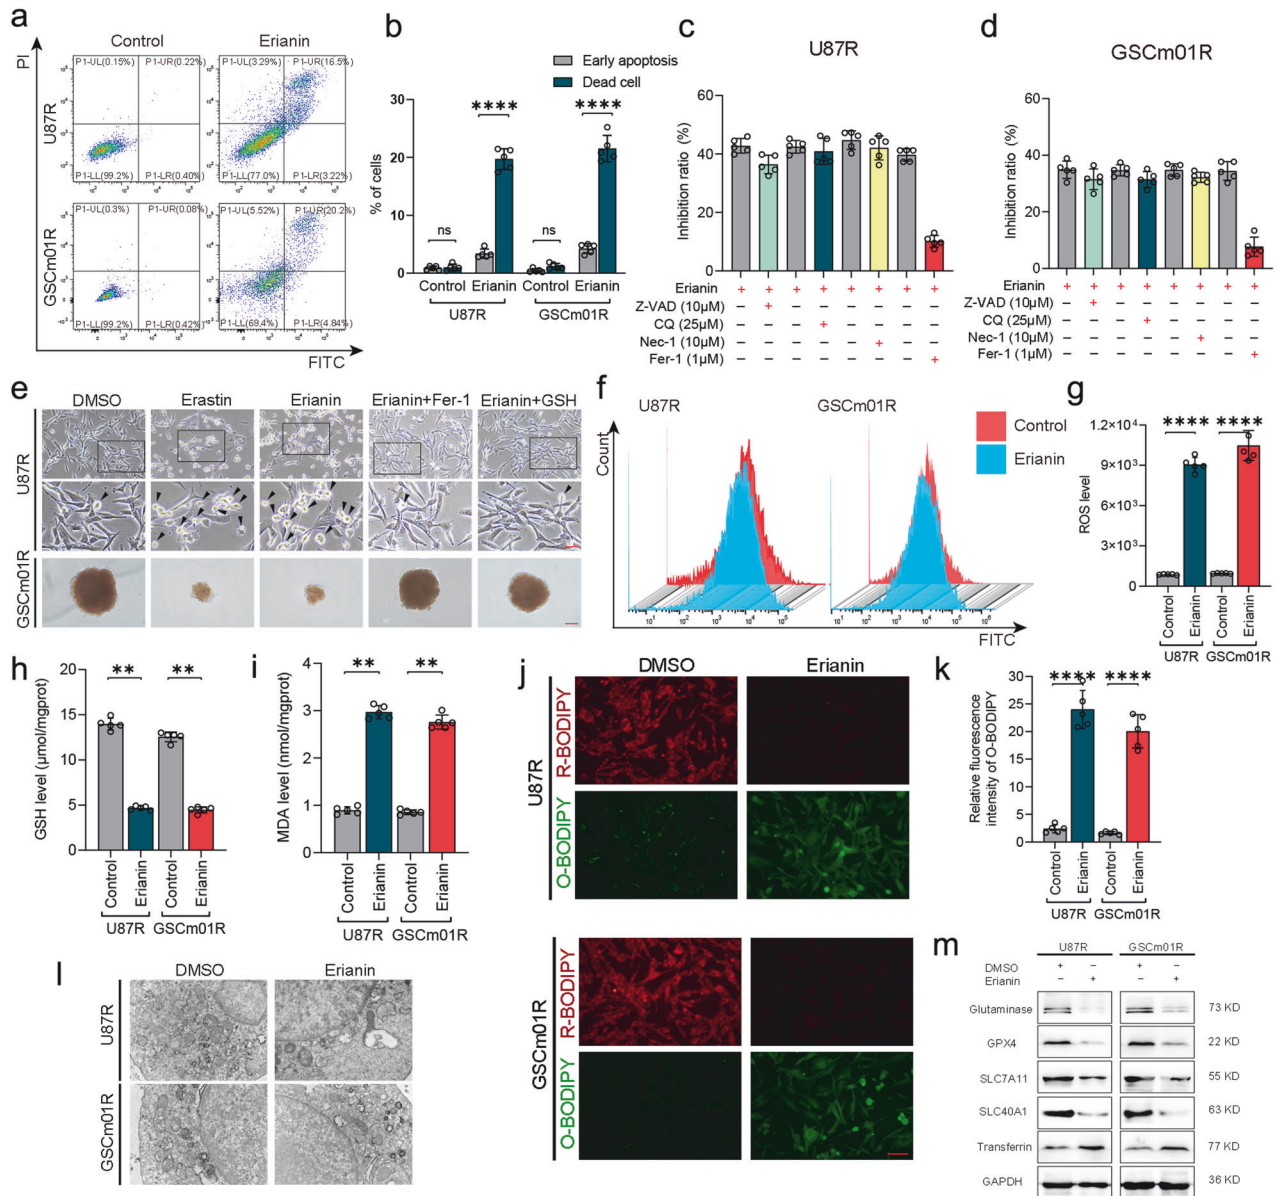 a
Control
Erianin
PI
U87R
P1-UL(0.15%)
P1-UR(0.22%)
P1-LL(99.2%)
P1-LR(0.40%)
P1-UL(3.29%)
P1-UR(16.5%)
P1-LL(77.0%)
P1-LR(3.22%)
GSCm01R
P1-UL(0.3%)
P1-UR(0.08%)
P1-LL(99.2%)
P1-LR(0.42%)
P1-UL(5.52%)
P1-UR(20.2%)
P1-LL(69.4%)
P1-LR(4.84%)
FITC
b
Early apoptosis
Dead cell
% of cells
30
20
10
0
ns
****
ns
****
Control Erianin Control Erianin
U87R GSCm01R
c
U87R
Inhibition ratio (%)
60
40
20
0
Erianin + + + + + + + +
Z-VAD (10μM) − + − − − − − −
CQ (25μM) − − − + − − − −
Nec-1 (10μM) − − − − − + − −
Fer-1 (1μM) − − − − − − − +
d
GSCm01R
Inhibition ratio (%)
60
40
20
0
Erianin + + + + + + + +
Z-VAD (10μM) − + − − − − − −
CQ (25μM) − − − + − − − −
Nec-1 (10μM) − − − − − + − −
Fer-1 (1μM) − − − − − − − +
e
DMSO Erastin Erianin Erianin+Fer-1 Erianin+GSH
U87R
GSCm01R
f
U87R
GSCm01R
Control
Erianin
Count
10¹ 10² 10³ 10⁴ 10⁵
10¹ 10² 10³ 10⁴ 10⁵ 10⁶
FITC
g
ROS level
1.2×10⁴
9×10³
6×10³
3×10³
0
**** ****
Control Erianin Control Erianin
U87R GSCm01R
h
GSH level (μmol/mgprot)
20
15
10
5
0
** **
Control Erianin Control Erianin
U87R GSCm01R
i
MDA level (nmol/mgprot)
4
3
2
1
0
** **
Control Erianin Control Erianin
U87R GSCm01R
j
DMSO Erianin
U87R
R-BODIPY
O-BODIPY
GSCm01R
R-BODIPY
O-BODIPY
k
Relative fluorescence
intensity of O-BODIPY
30
25
20
15
10
5
0
**** ****
Control Erianin Control Erianin
U87R GSCm01R
l
DMSO Erianin
U87R
GSCm01R
m
U87R GSCm01R
DMSO + − + −
Erianin − + − +
Glutaminase 73 KD
GPX4 22 KD
SLC7A11 55 KD
SLC40A1 63 KD
Transferrin 77 KD
GAPDH 36 KD